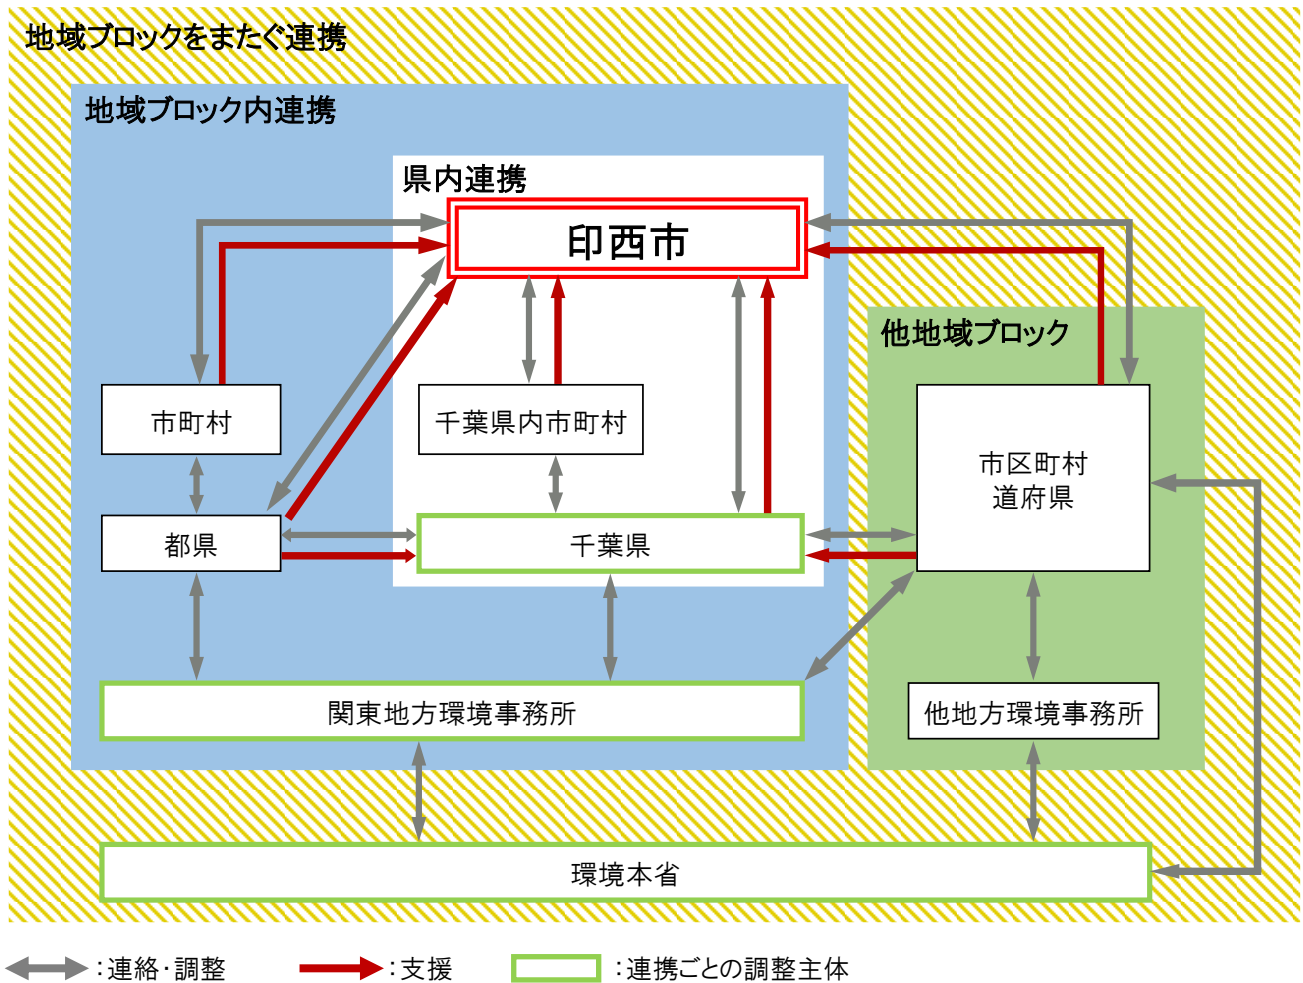 地域ブロックをまたぐ連携
地域ブロック内連携
県内連携
印西市
他地域ブロック
市町村
千葉県内市町村
市区町村
道府県
都県
千葉県
関東地方環境事務所
他地方環境事務所
環境本省
：連絡・調整
：支援
：連携ごとの調整主体